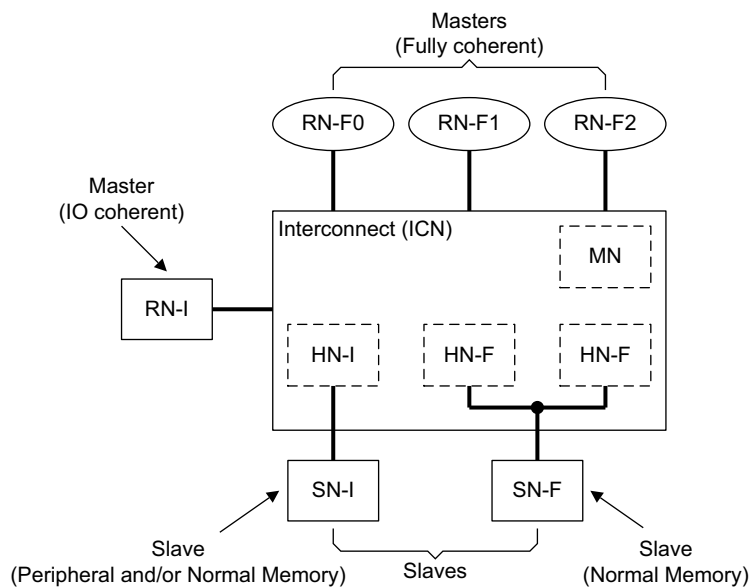 Masters
(Fully coherent)
RN-F0
RN-F1
RN-F2
Master
(IO coherent)
Interconnect (ICN)
MN
RN-I
HN-I
HN-F
HN-F
SN-I
SN-F
Slave
(Peripheral and/or Normal Memory)
Slaves
Slave
(Normal Memory)